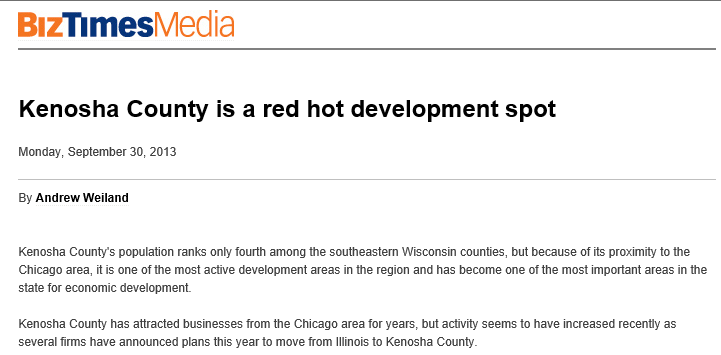 BizTimesMedia
Kenosha County is a red hot development spot
Monday, September 30, 2013
By Andrew Weiland
Kenosha County's population ranks only fourth among the southeastern Wisconsin counties, but because of its proximity to the
Chicago area, it is one of the most active development areas in the region and has become one of the most important areas in the
state for economic development.
Kenosha County has attracted businesses from the Chicago area for years, but activity seems to have increased recently as
several firms have announced plans this year to move from Illinois to Kenosha County.